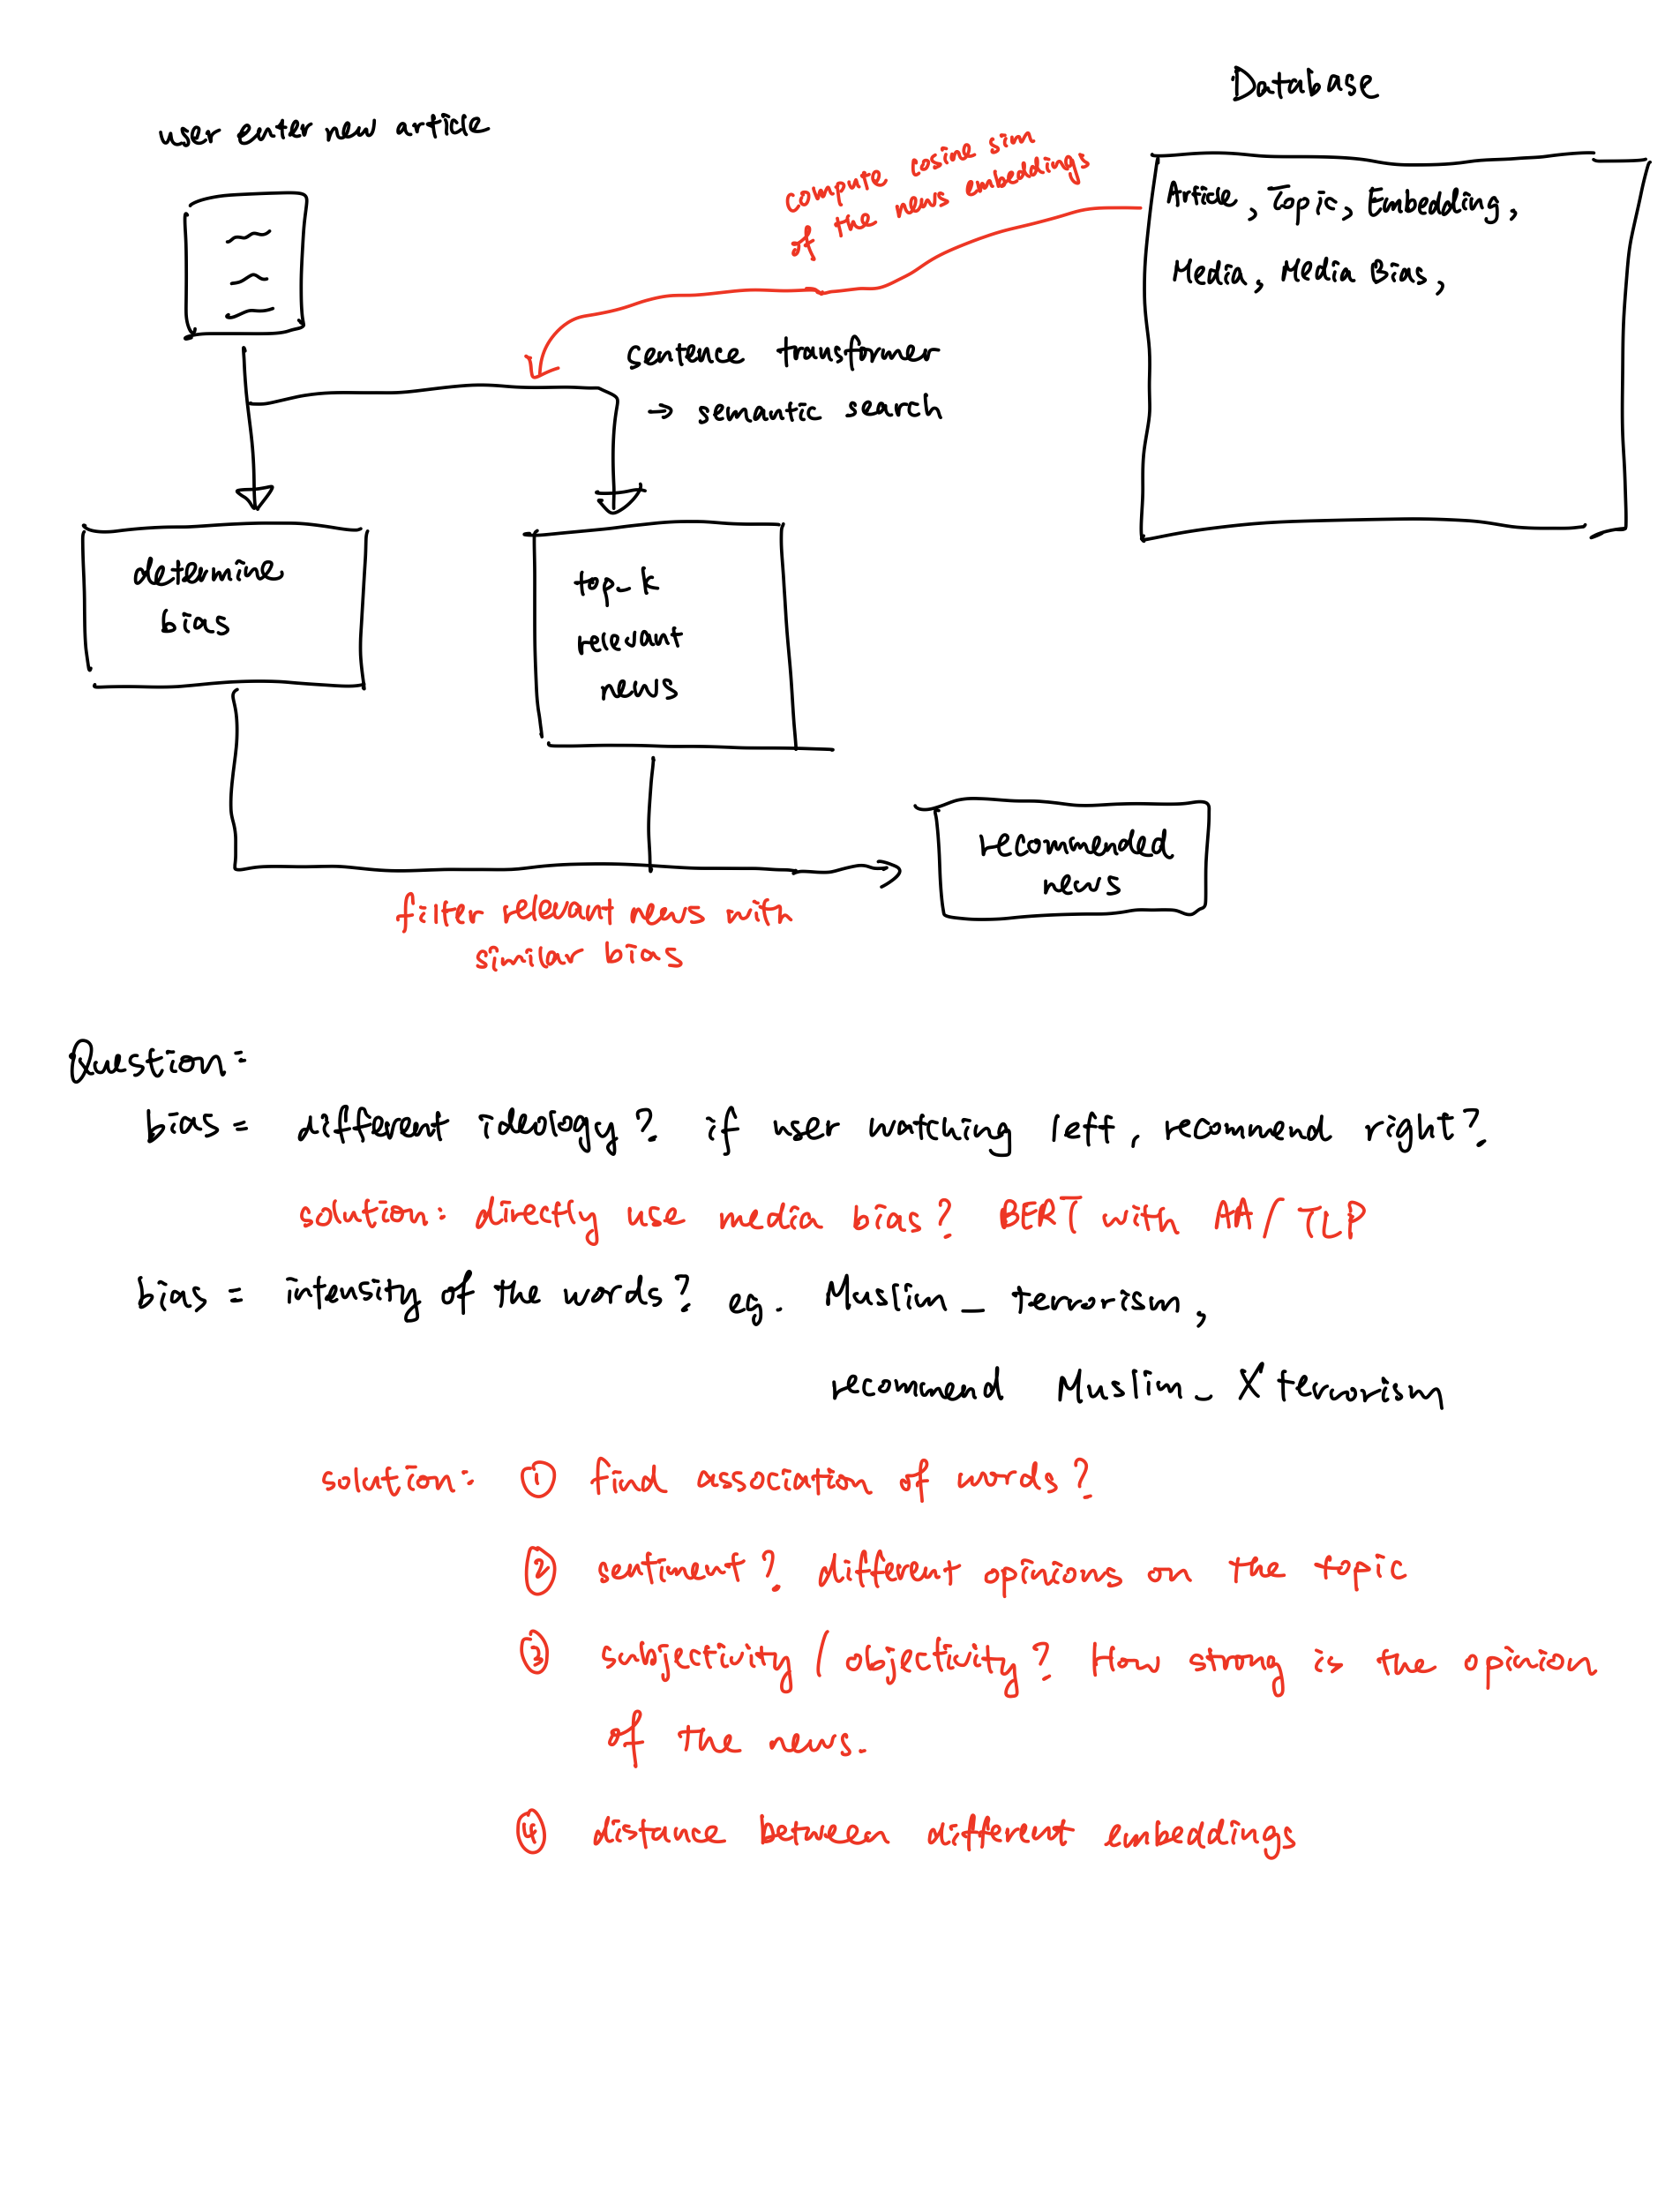 Database
user enter new article
compute cosine sim
of the news embeddings
Article, Topic, Embedding,
Media, Media Bias,
sentence transformer
→ semantic search
determine
bias
top_k
relevant
news
recommended
news
filter relevant news with
similar bias
Question:
bias = different ideology? if user watching left, recommend right?
solution: directly use media bias? BERT with AA/TLP
bias = intensity of the words? eg. Muslim_ terrorism,
recommend Muslim_ X terrorism
solution: ① find association of words?
② sentiment? different opinions on the topic
③ subjectivity / objectivity? How strong is the opinion
of the news.
④ distance between different embeddings